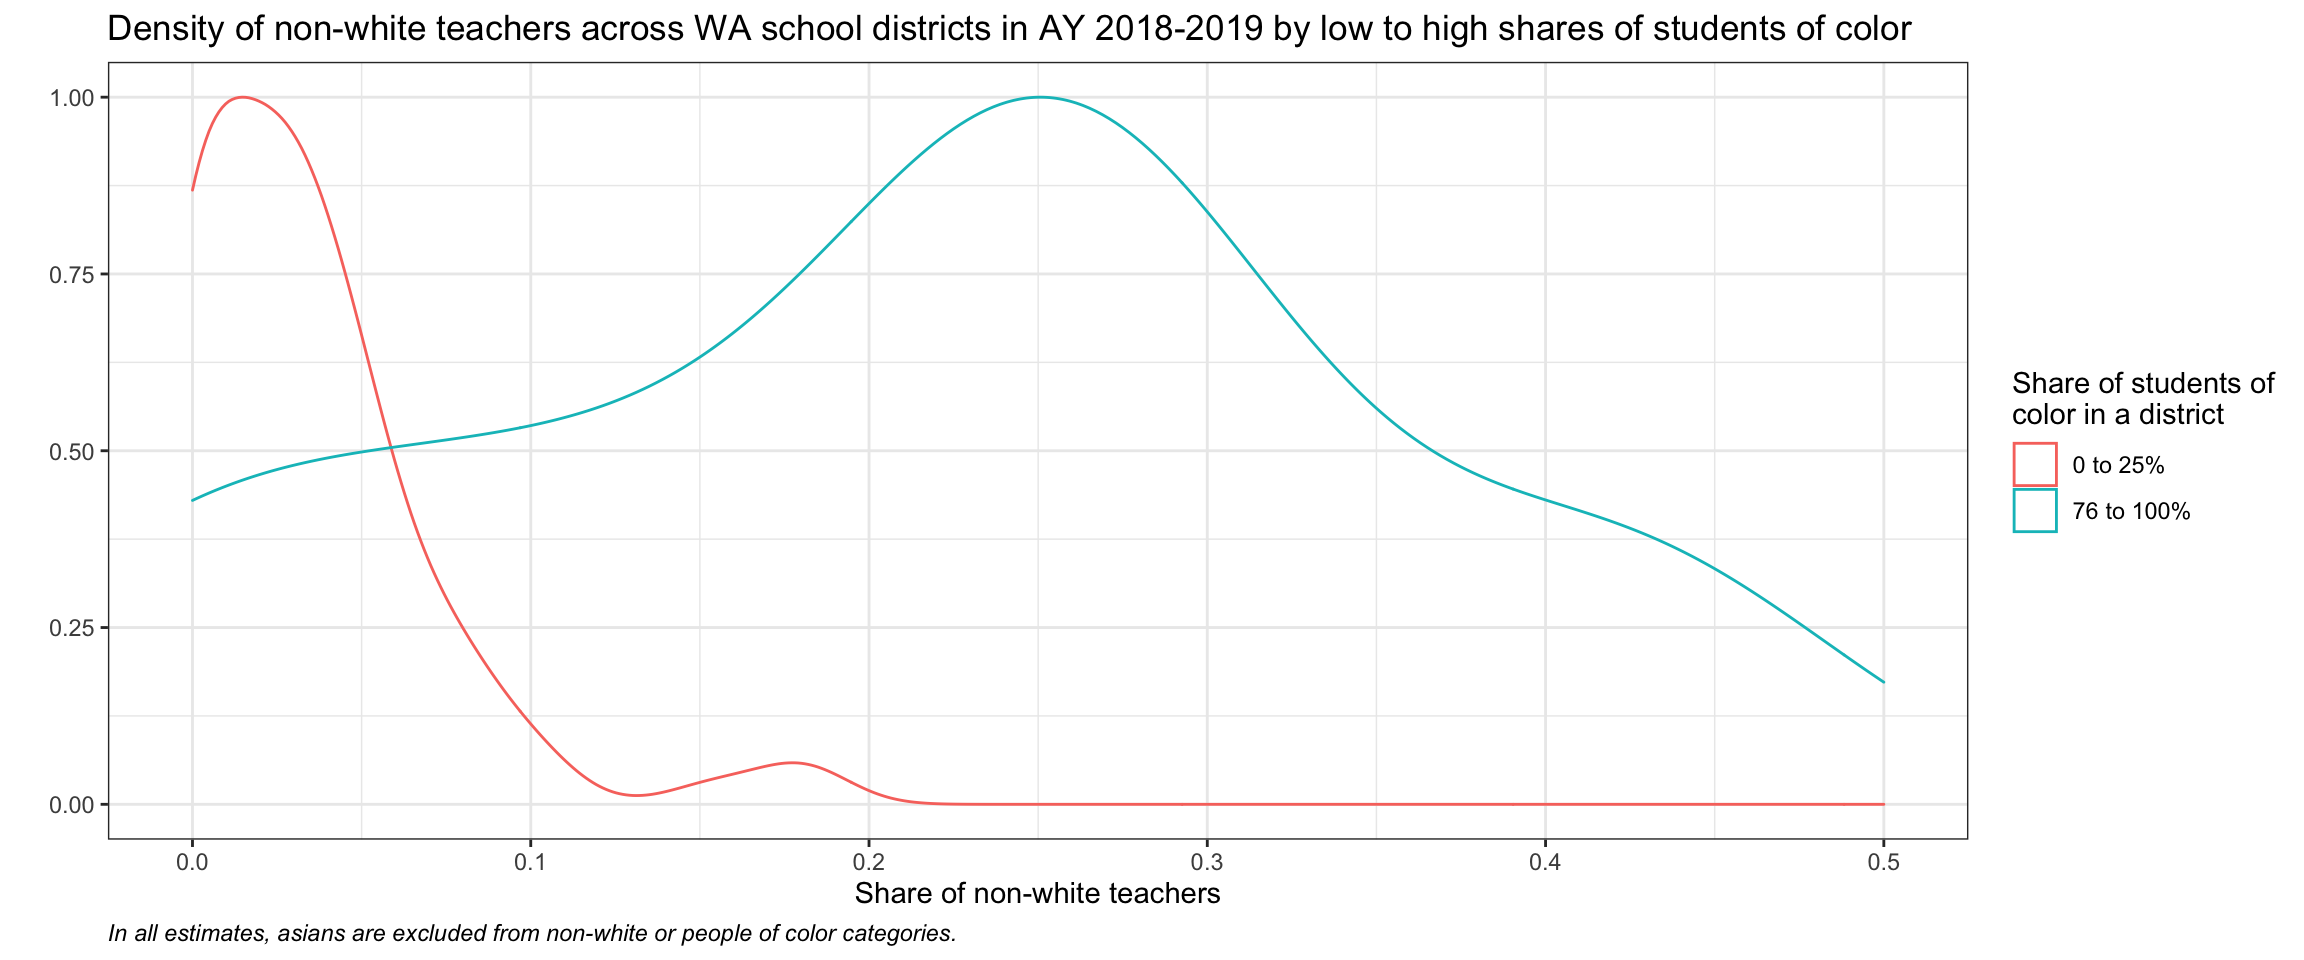 Density of non-white teachers across WA school districts in AY 2018-2019 by low to high shares of students of color
1.00
0.75
0.50
0.25
0.00
0.0
0.1
0.2
0.3
0.4
0.5
Share of non-white teachers
In all estimates, asians are excluded from non-white or people of color categories.
Share of students of
color in a district
0 to 25%
76 to 100%